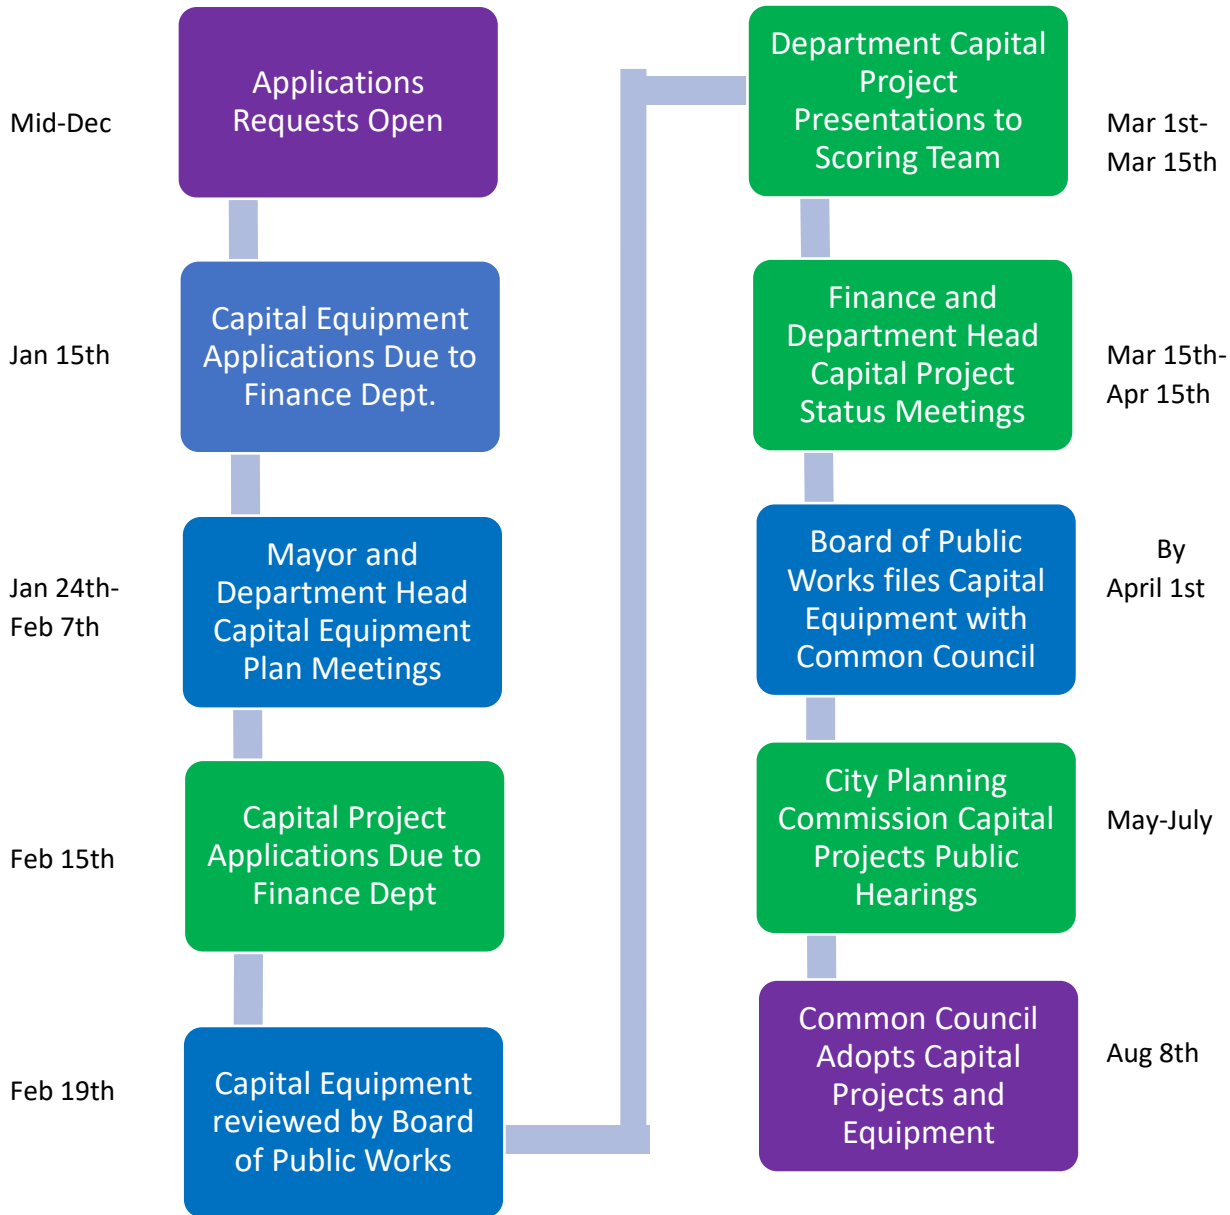 Mid-Dec
Applications
Requests Open
Jan 15th
Capital Equipment
Applications Due to
Finance Dept.
Jan 24th-
Feb 7th
Mayor and
Department Head
Capital Equipment
Plan Meetings
Feb 15th
Capital Project
Applications Due to
Finance Dept
Feb 19th
Capital Equipment
reviewed by Board
of Public Works
Department Capital
Project
Presentations to
Scoring Team
Mar 1st-
Mar 15th
Finance and
Department Head
Capital Project
Status Meetings
Mar 15th-
Apr 15th
Board of Public
Works files Capital
Equipment with
Common Council
By
April 1st
City Planning
Commission Capital
Projects Public
Hearings
May-July
Common Council
Adopts Capital
Projects and
Equipment
Aug 8th